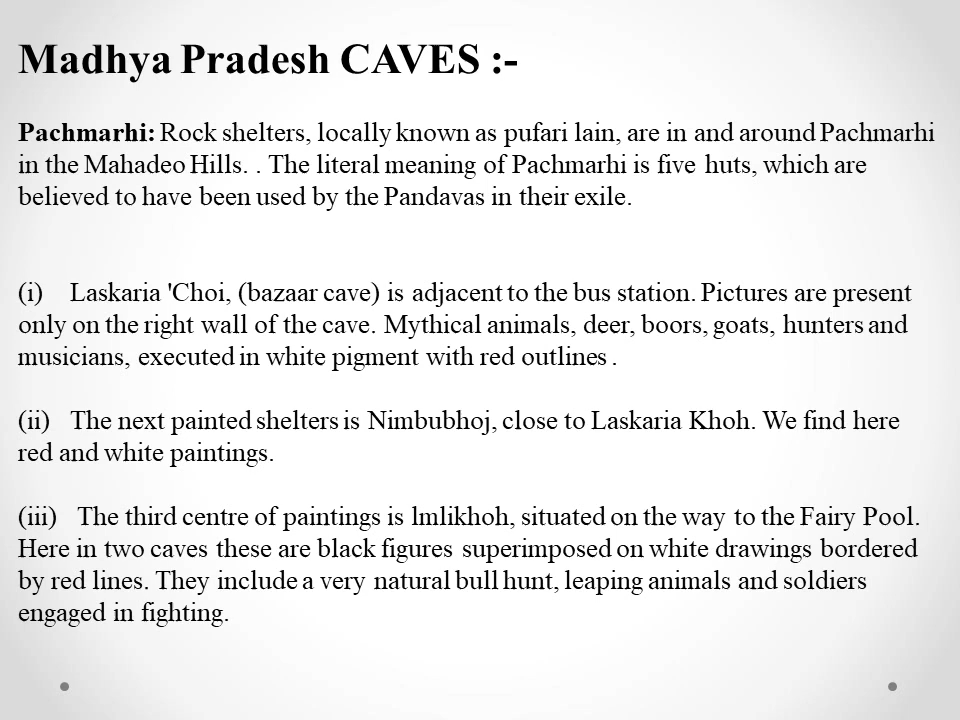 Madhya Pradesh CAVES :-
Pachmarhi: Rock shelters, locally known as pufari lain, are in and around Pachmarhi
in the Mahadeo Hills. . The literal meaning of Pachmarhi is five huts, which are
believed to have been used by the Pandavas in their exile.
(i) Laskaria 'Choi, (bazaar cave) is adjacent to the bus station. Pictures are present
only on the right wall of the cave. Mythical animals, deer, boors, goats, hunters and
musicians, executed in white pigment with red outlines .
(ii) The next painted shelters is Nimbubhoj, close to Laskaria Khoh. We find here
red and white paintings.
(iii) The third centre of paintings is lmlikhoh, situated on the way to the Fairy Pool.
Here in two caves these are black figures superimposed on white drawings bordered
by red lines. They include a very natural bull hunt, leaping animals and soldiers
engaged in fighting.